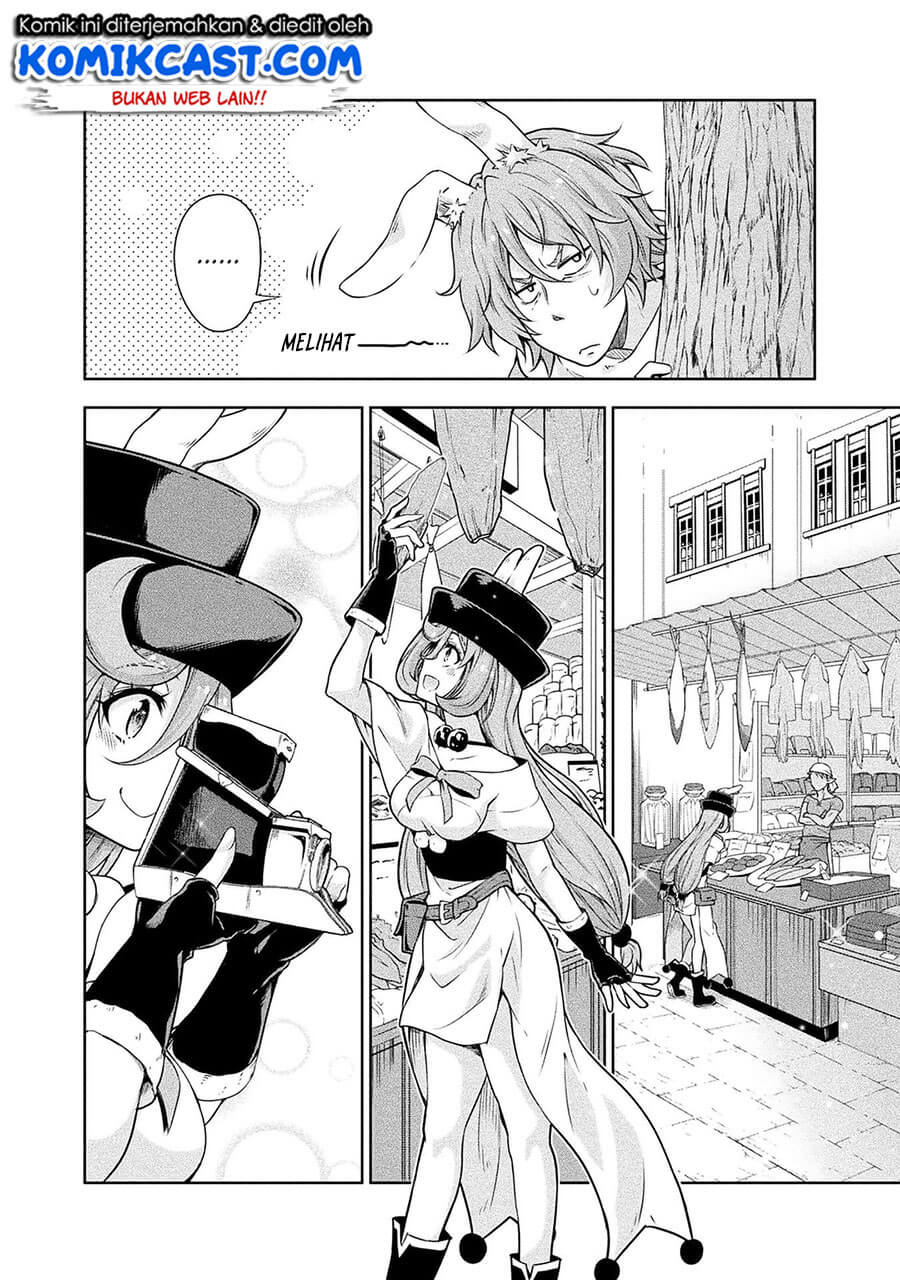 Komik ini diterjemahkan & diedit oleh
KOMIKCAST.COM
BUKAN WEB LAIN!!
......
MELIHAT